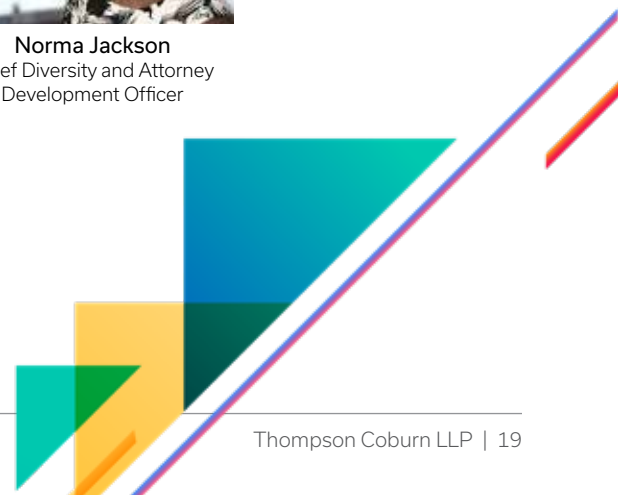 Norma Jackson
ef Diversity and Attorney
Development Officer
Thompson Coburn LLP | 19